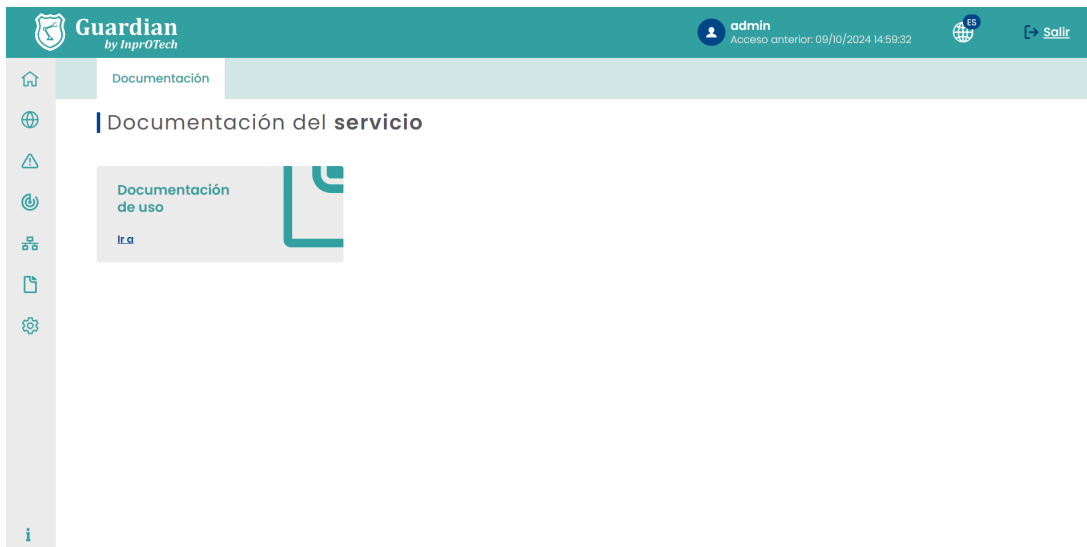 Guardian
by InprOTech
admin
Acceso anterior: 09/10/2024 14:59:32
ES
Salir
Documentación
Documentación del servicio
Documentación
de uso
Ir a
i